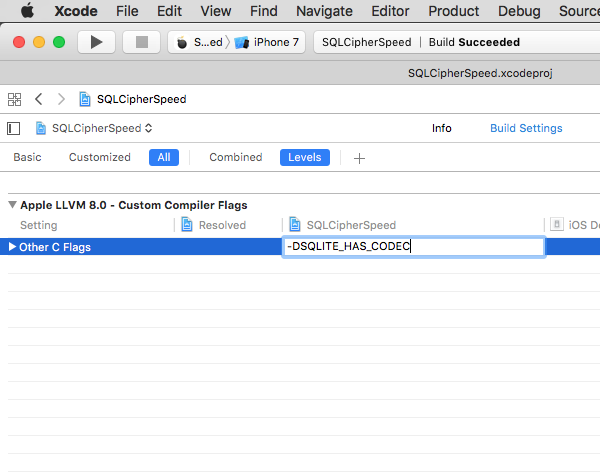 Xcode File Edit View Find Navigate Editor Product Debug Source
S...ed iPhone 7 SQLCipherSpeed | Build Succeeded
SQLCipherSpeed.xcodeproj
SQLCipherSpeed
SQLCipherSpeed Info Build Settings
Basic Customized All Combined Levels +
Apple LLVM 8.0 - Custom Compiler Flags
Setting Resolved SQLCipherSpeed iOS De
Other C Flags -DSQLITE_HAS_CODEC